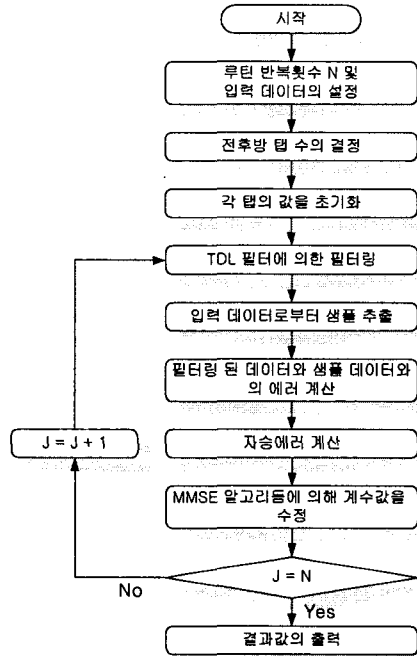 시작
루틴 반복횟수 N 및
입력 데이터의 설정
전후방 탭 수의 결정
각 탭의 값을 초기화
TDL 필터에 의한 필터링
입력 데이터로부터 샘플 추출
필터링 된 데이터와 샘플 데이터와
의 에러 계산
J = J + 1
자승에러 계산
MMSE 알고리듬에 의해 계수값을
수정
J = N
No
Yes
결과값의 출력